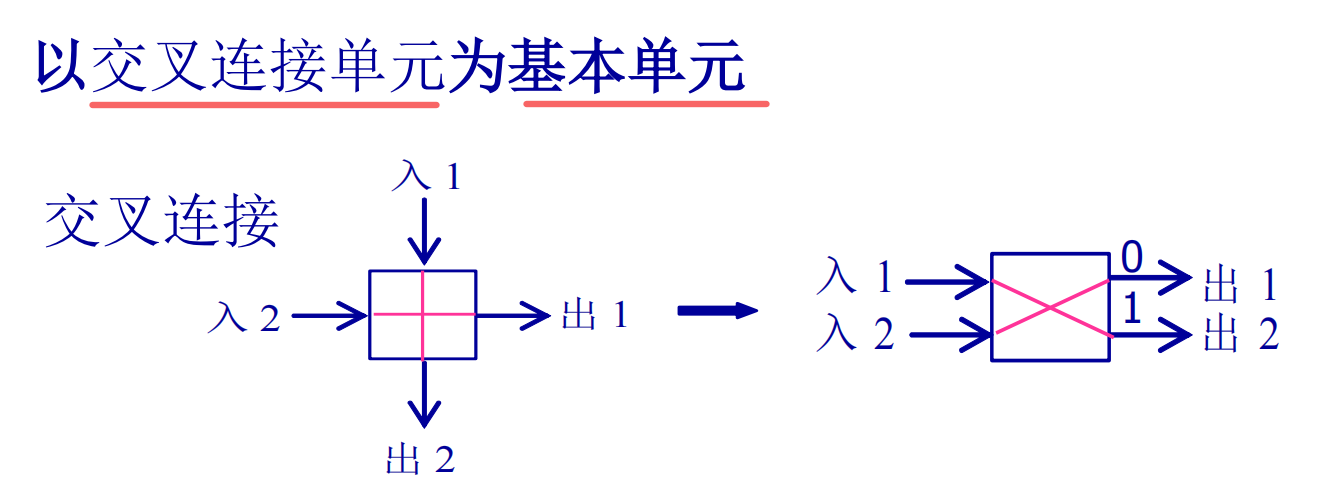 以交叉连接单元为基本单元
交叉连接
入 1
入 2
出 1
出 2
入 1
入 2
0
1
出 1
出 2